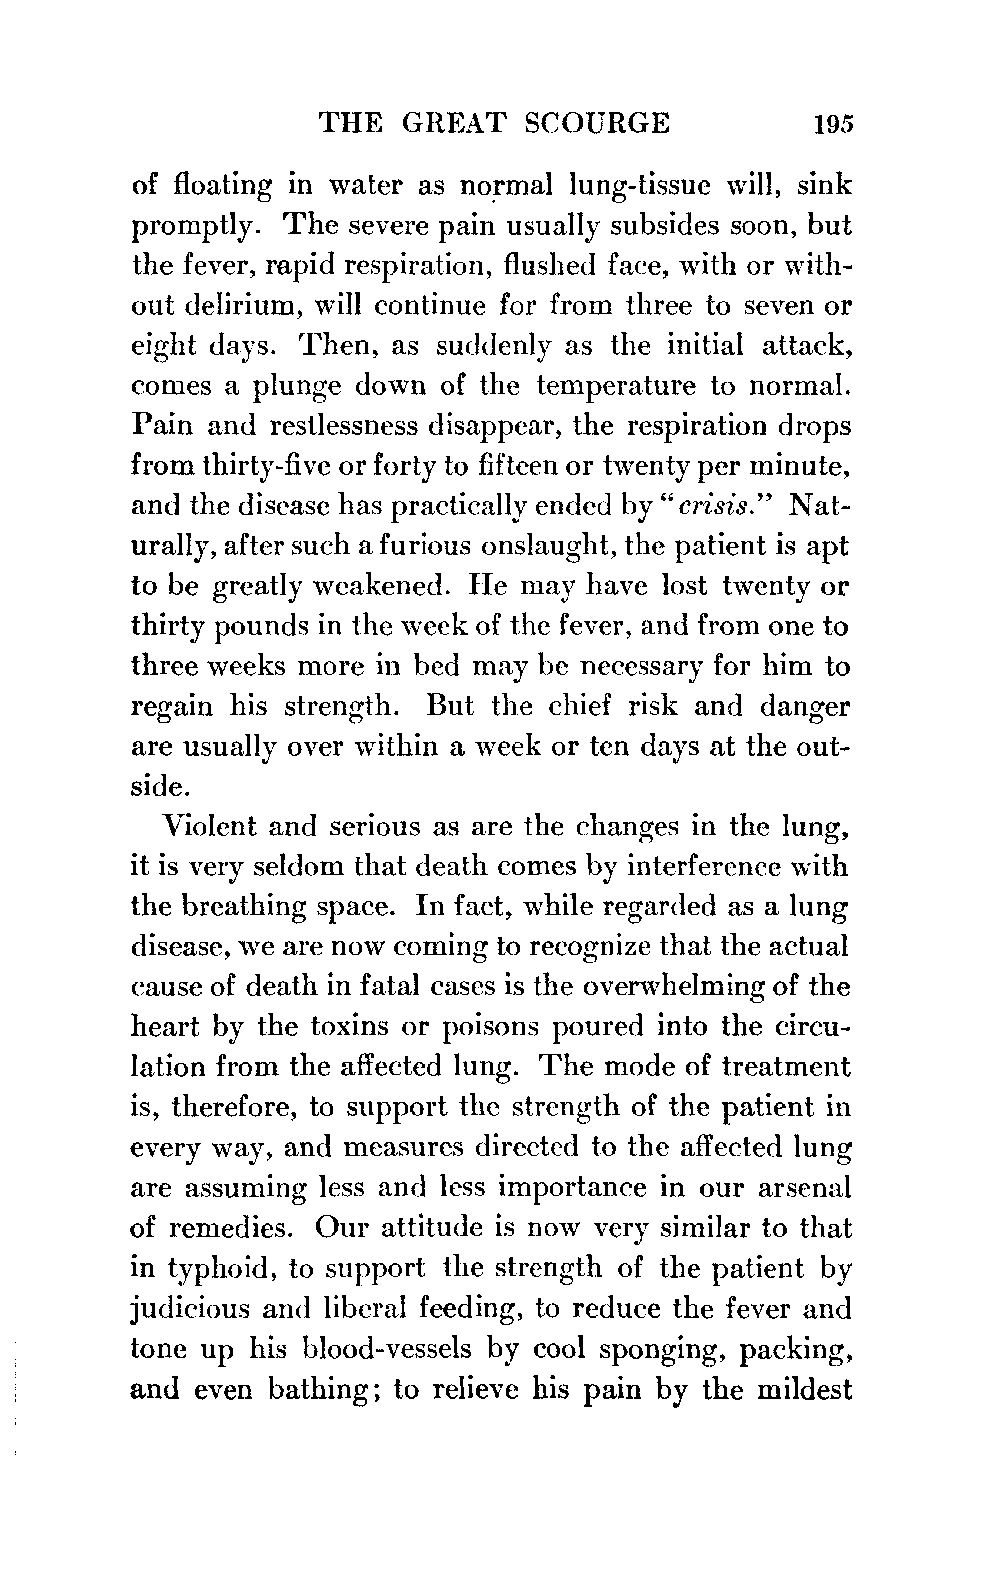 THE GREAT SCOURGE 195
of floating in water as normal lung-tissue will, sink
promptly. The severe pain usually subsides soon, but
the fever, rapid respiration, flushed face, with or with-
out delirium, will continue for from three to seven or
eight days. Then, as suddenly as the initial attack,
comes a plunge down of the temperature to normal.
Pain and restlessness disappear, the respiration drops
from thirty-five or forty to fifteen or twenty per minute,
and the disease has practically ended by “crisis.” Nat-
urally, after such a furious onslaught, the patient is apt
to be greatly weakened. He may have lost twenty or
thirty pounds in the week of the fever, and from one to
three weeks more in bed may be necessary for him to
regain his strength. But the chief risk and danger
are usually over within a week or ten days at the out-
side.
Violent and serious as are the changes in the lung,
it is very seldom that death comes by interference with
the breathing space. In fact, while regarded as a lung
disease, we are now coming to recognize that the actual
cause of death in fatal cases is the overwhelming of the
heart by the toxins or poisons poured into the circu-
lation from the affected lung. The mode of treatment
is, therefore, to support the strength of the patient in
every way, and measures directed to the affected lung
are assuming less and less importance in our arsenal
of remedies. Our attitude is now very similar to that
in typhoid, to support the strength of the patient by
judicious and liberal feeding, to reduce the fever and
tone up his blood-vessels by cool sponging, packing,
and even bathing; to relieve his pain by the mildest